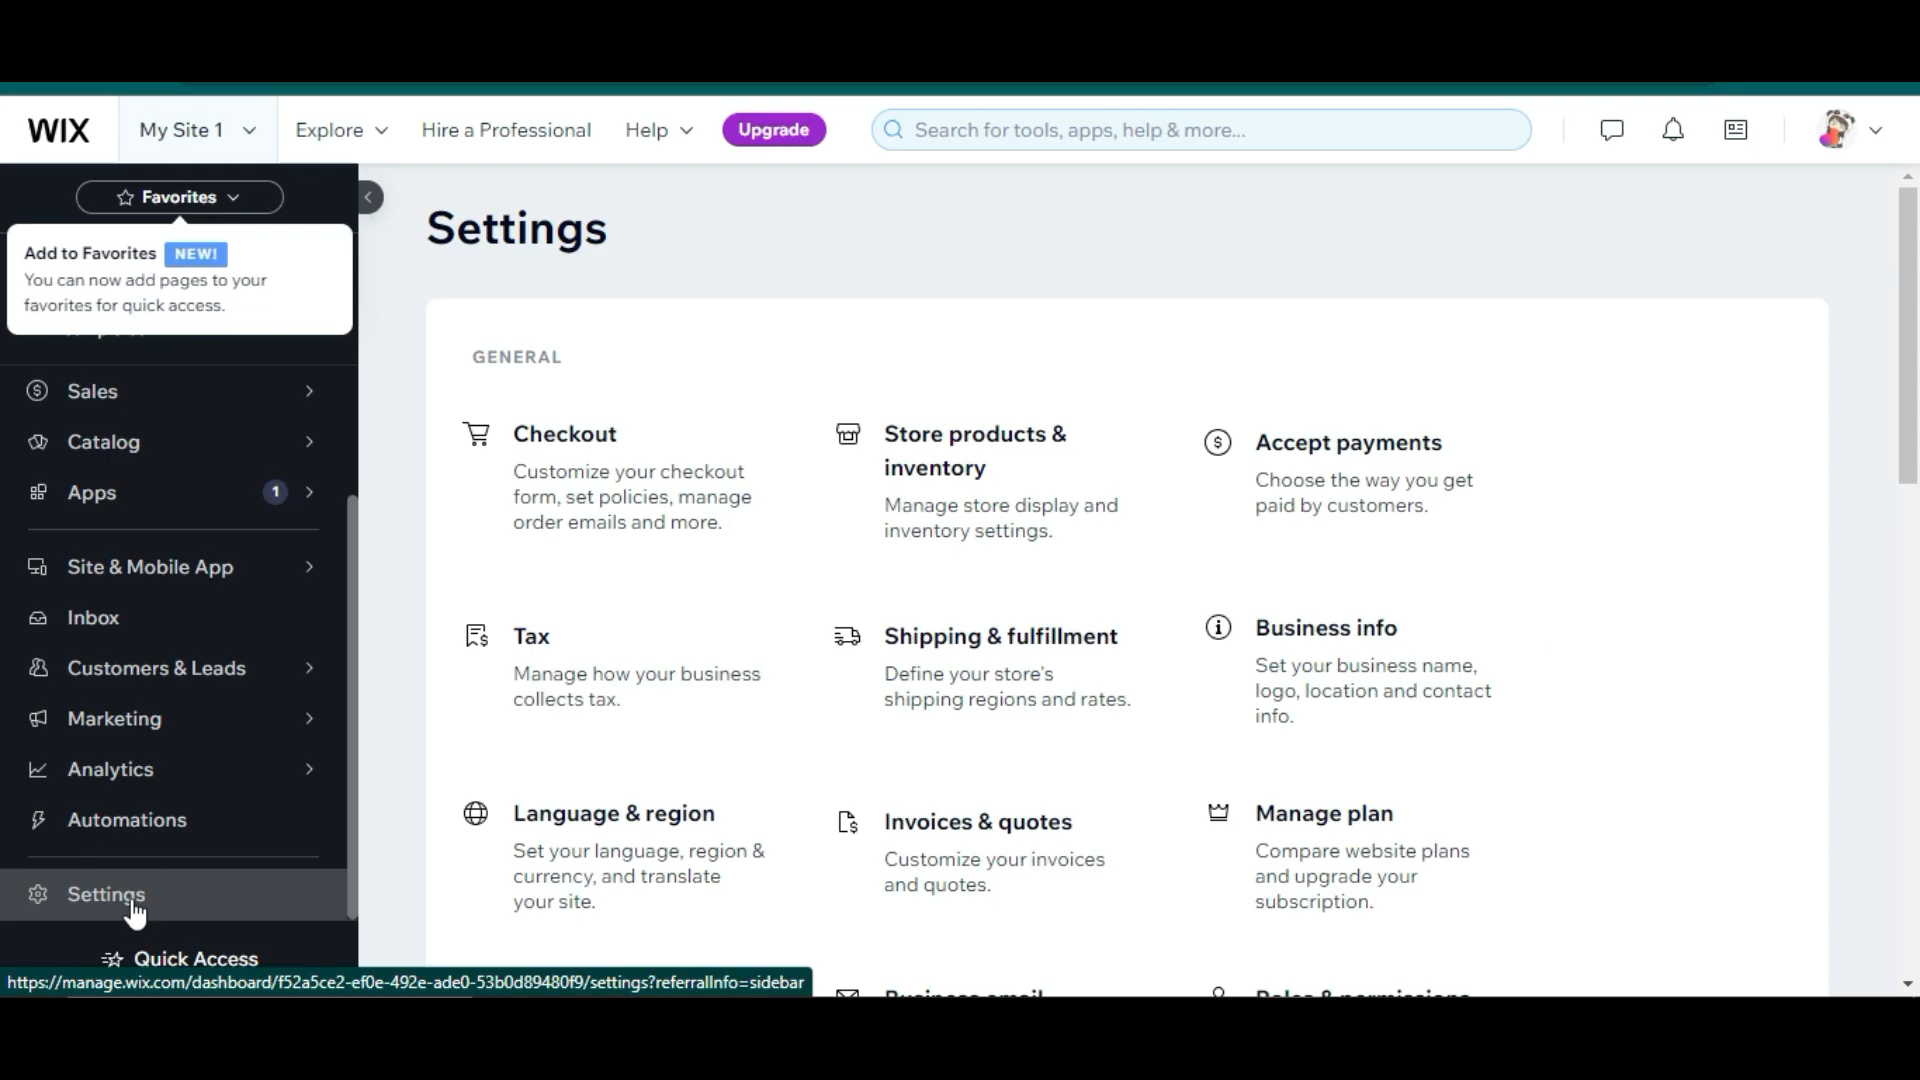 WIX
My Site 1
Explore
Hire a Professional
Help
Upgrade
Search for tools, apps, help & more...
Favorites
Add to Favorites NEW!
You can now add pages to your
favorites for quick access.
Sales
Catalog
Apps 1
Site & Mobile App
Inbox
Customers & Leads
Marketing
Analytics
Automations
Settings
Quick Access
https://manage.wix.com/dashboard/f52a5ce2-ef0e-492e-ade0-53b0d89480f9/settings?referralInfo=sidebar
Settings
GENERAL
Checkout
Customize your checkout
form, set policies, manage
order emails and more.
Store products &
inventory
Manage store display and
inventory settings.
Accept payments
Choose the way you get
paid by customers.
Tax
Manage how your business
collects tax.
Shipping & fulfillment
Define your store's
shipping regions and rates.
Business info
Set your business name,
logo, location and contact
info.
Language & region
Set your language, region &
currency, and translate
your site.
Invoices & quotes
Customize your invoices
and quotes.
Manage plan
Compare website plans
and upgrade your
subscription.
Business email
Roles & permissions